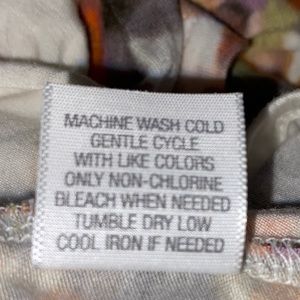 MACHINE WASH COLD
GENTLE CYCLE
WITH LIKE COLORS
ONLY NON-CHLORINE
BLEACH WHEN NEEDED
TUMBLE DRY LOW
COOL IRON IF NEEDED